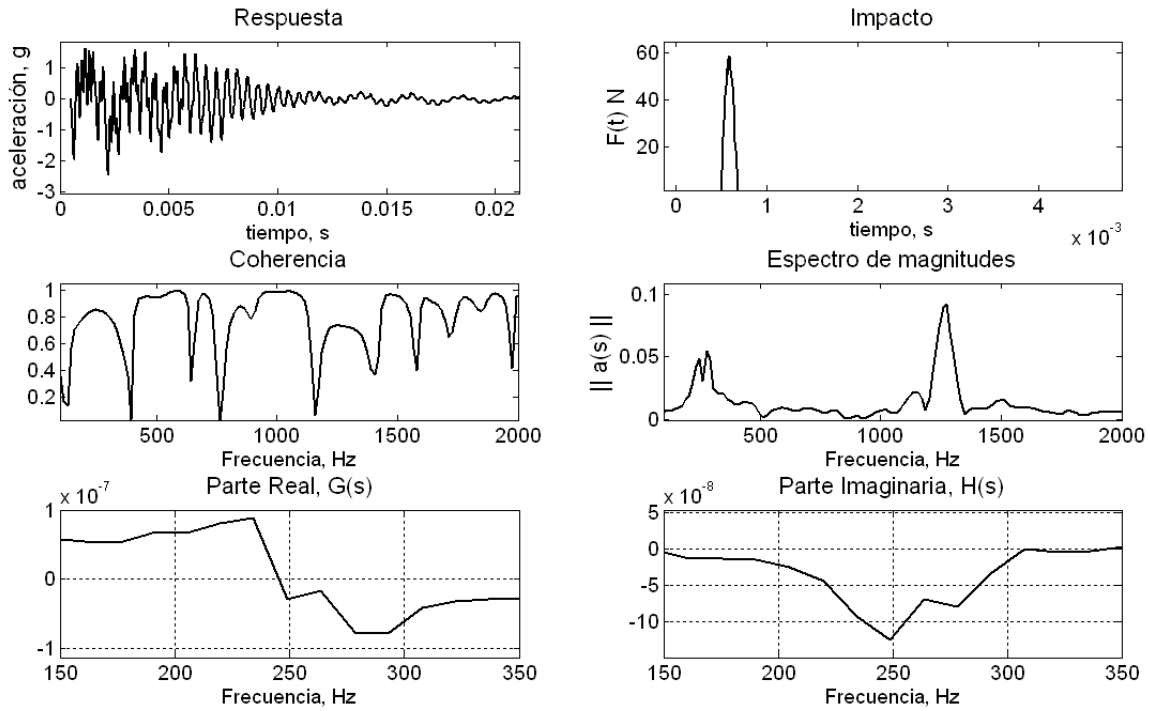 Respuesta
aceleración, g
1
0
-1
-2
-3
0
0.005
0.01
0.015
0.02
tiempo, s
Impacto
F(t) N
60
40
20
0
1
2
3
4
tiempo, s
x 10-3
Coherencia
1
0.8
0.6
0.4
0.2
500
1000
1500
2000
Frecuencia, Hz
Espectro de magnitudes
|| a(s) ||
0.1
0.05
0
500
1000
1500
2000
Frecuencia, Hz
x 10-7
Parte Real, G(s)
1
0
-1
150
200
250
300
350
Frecuencia, Hz
x 10-8
Parte Imaginaria, H(s)
5
0
-5
-10
150
200
250
300
350
Frecuencia, Hz